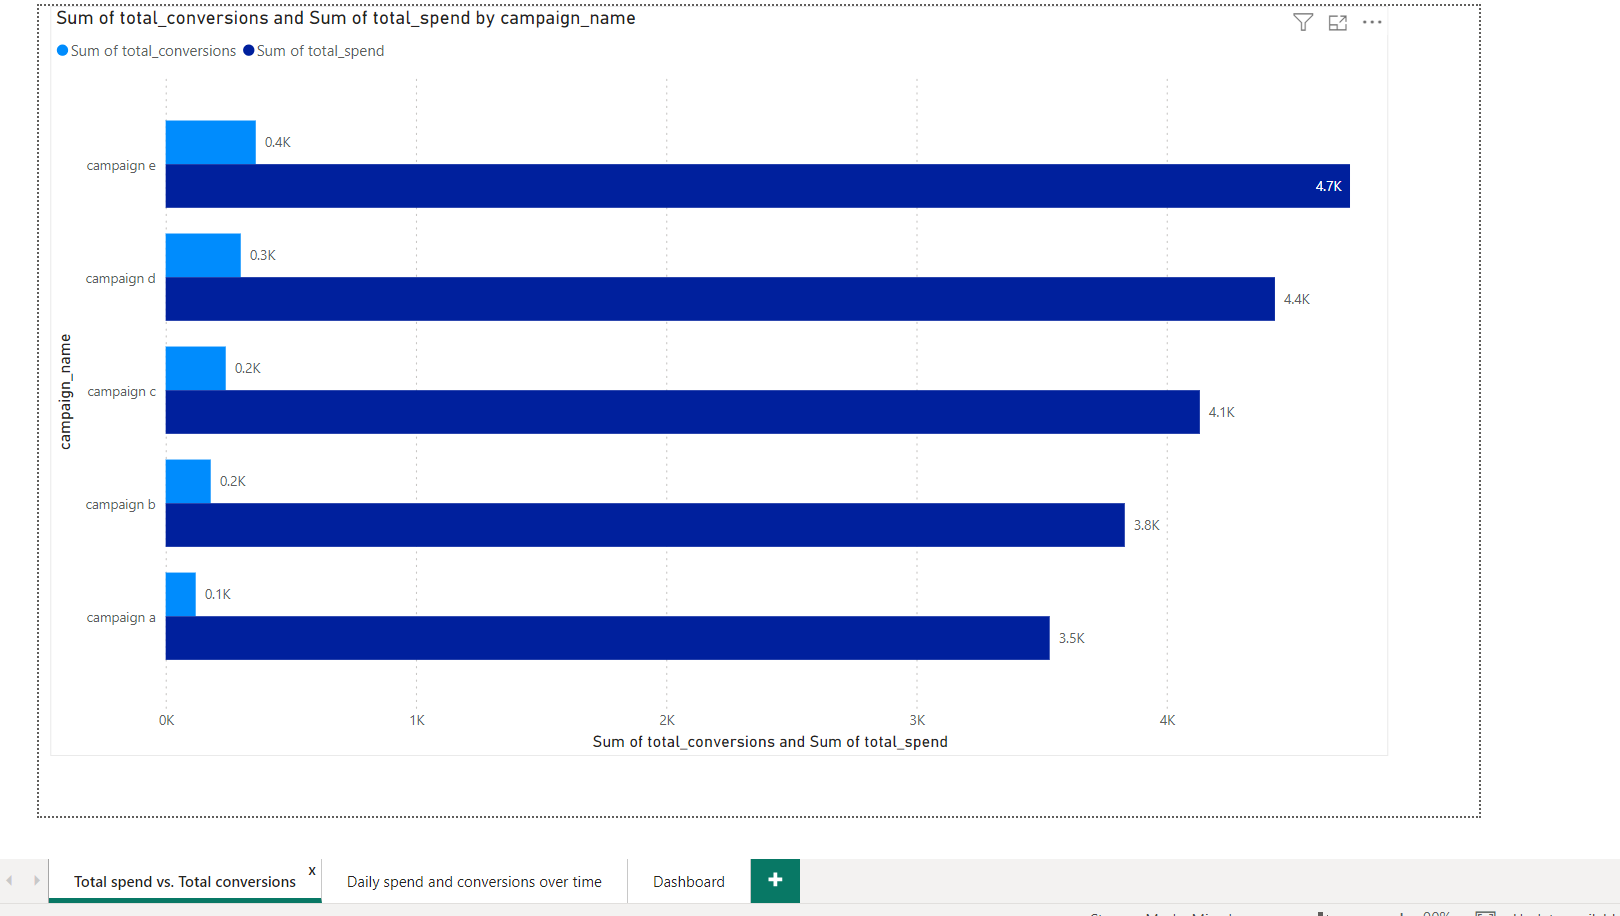 Sum of total_conversions and Sum of total_spend by campaign_name
Sum of total_conversions Sum of total_spend
campaign_name
campaign e
0.4K
4.7K
campaign d
0.3K
4.4K
campaign c
0.2K
4.1K
campaign b
0.2K
3.8K
campaign a
0.1K
3.5K
0K 1K 2K 3K 4K
Sum of total_conversions and Sum of total_spend
Total spend vs. Total conversions x Daily spend and conversions over time Dashboard +